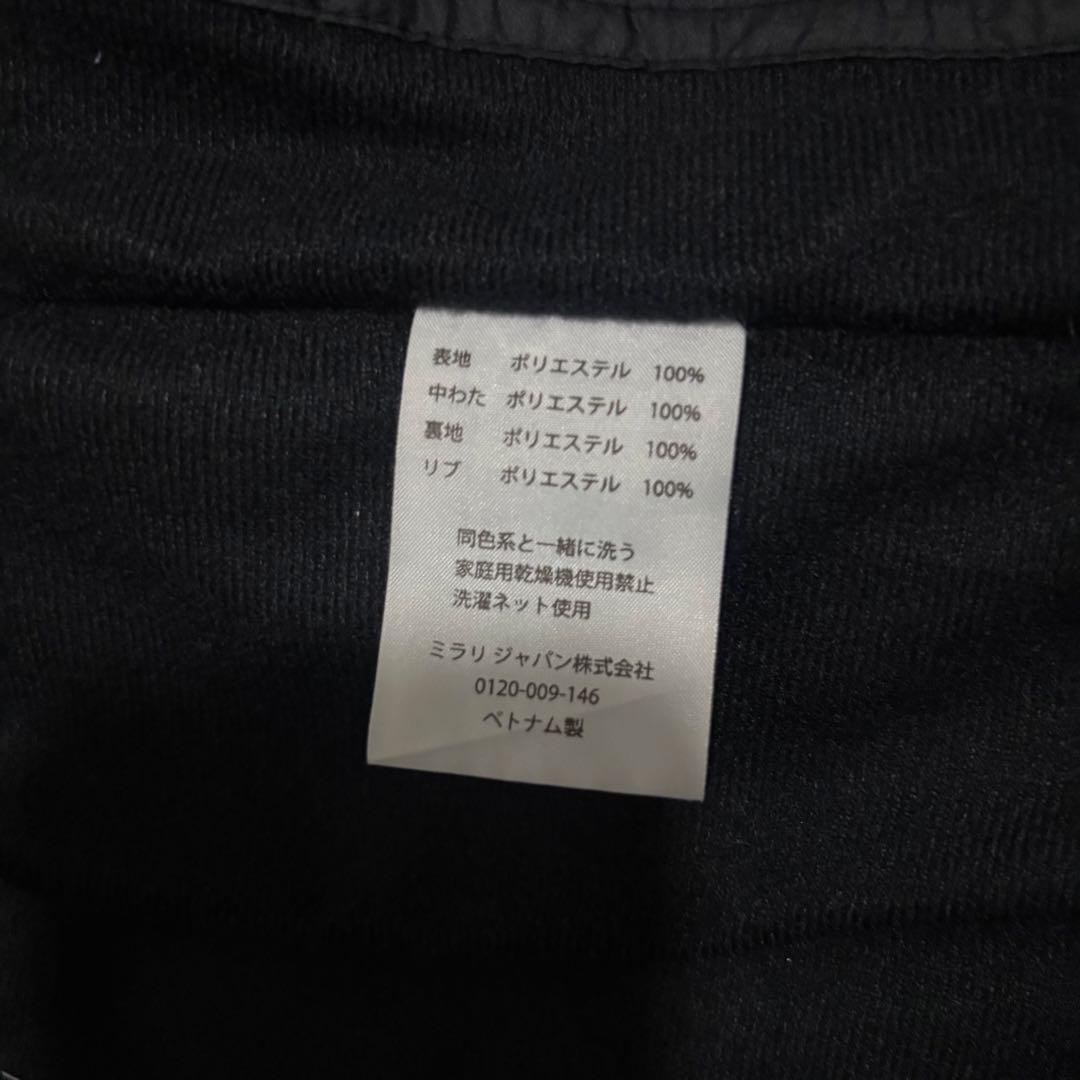 表地 ポリエステル 100%
中わた ポリエステル 100%
裏地 ポリエステル 100%
リブ ポリエステル 100%
同色系と一緒に洗う
家庭用乾燥機使用禁止
洗濯ネット使用
ミラリ ジャパン株式会社
0120-009-146
ベトナム製